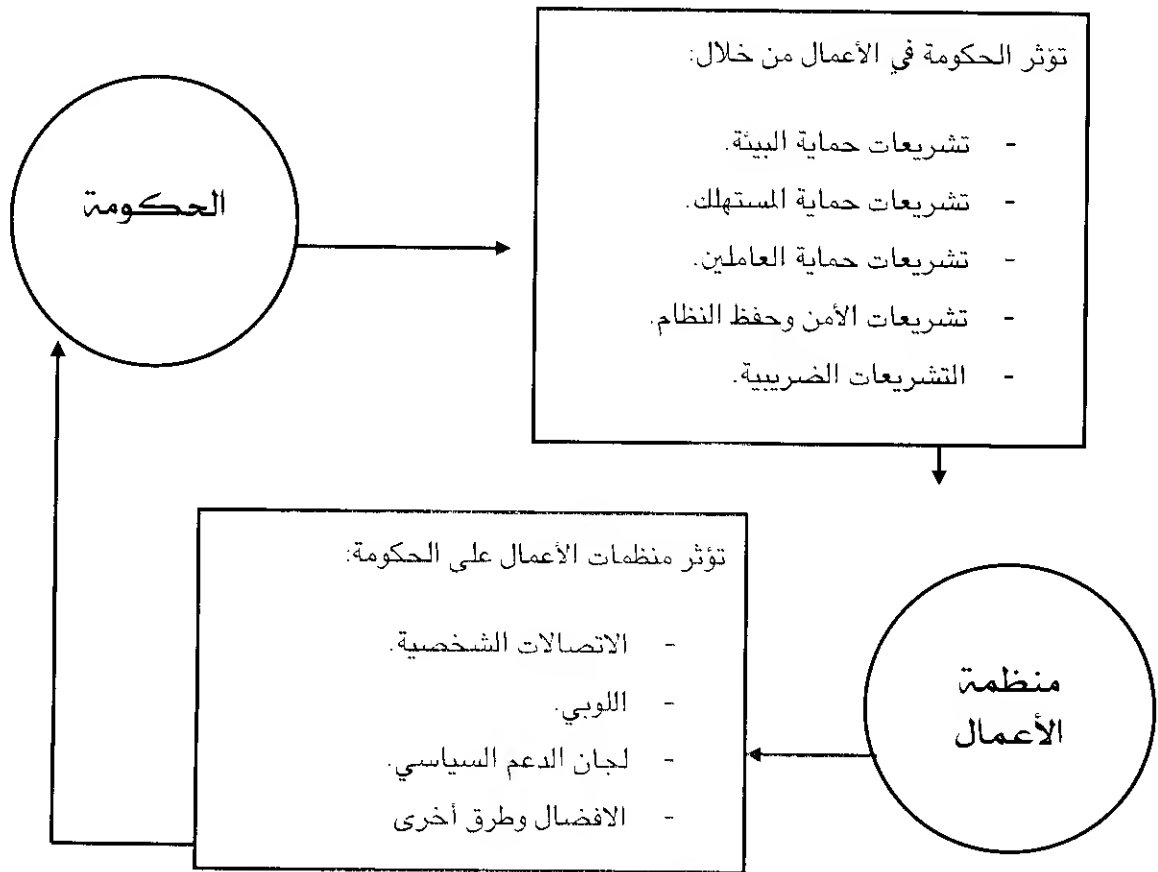 تؤثر الحكومة في الأعمال من خلال:
- تشريعات حماية البيئة.
- تشريعات حماية المستهلك.
- تشريعات حماية العاملين.
- تشريعات الأمن وحفظ النظام.
- التشريعات الضريبية.
الحكومة
تؤثر منظمات الأعمال على الحكومة:
- الاتصالات الشخصية.
- اللوبي.
- لجان الدعم السياسي.
- الافضال وطرق أخرى
منظمة
الأعمال